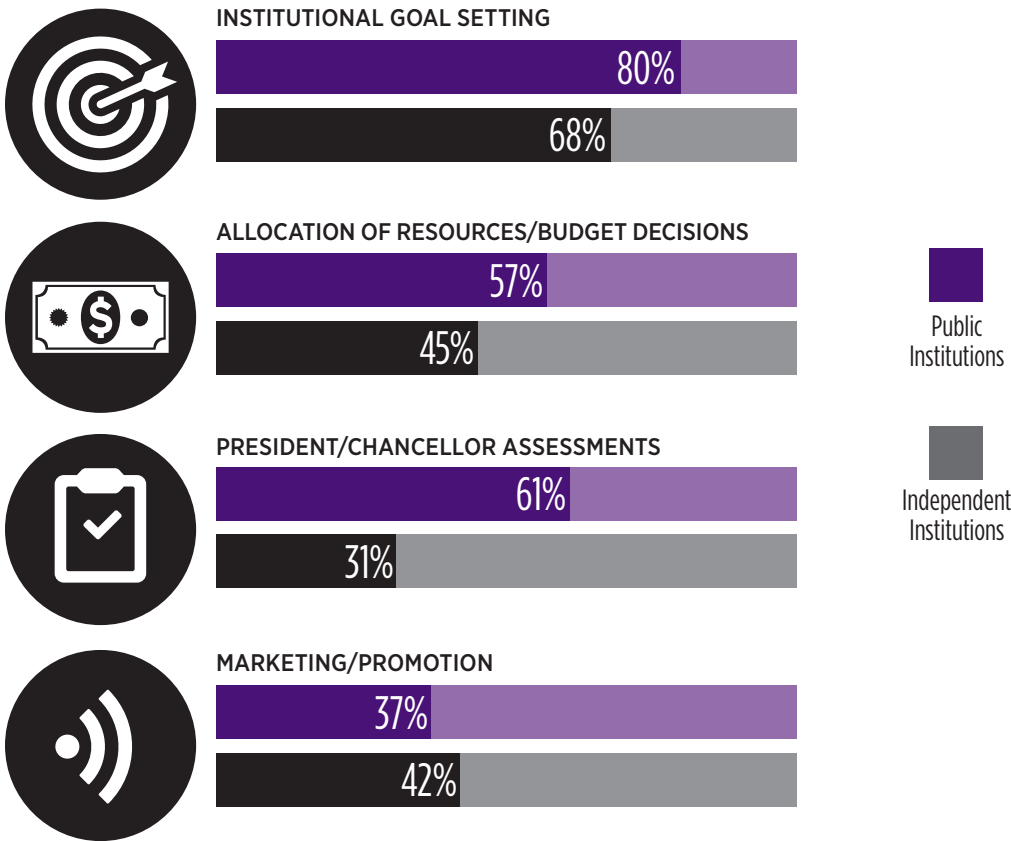 INSTITUTIONAL GOAL SETTING
80%
68%
$
ALLOCATION OF RESOURCES/BUDGET DECISIONS
57%
45%
PRESIDENT/CHANCELLOR ASSESSMENTS
61%
31%
MARKETING/PROMOTION
37%
42%
Public
Institutions
Independent
Institutions